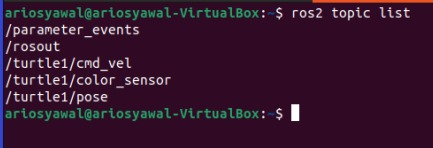 ariosyawal@ariosyawal-VirtualBox:~$ ros2 topic list
/parameter_events
/rosout
/turtle1/cmd_vel
/turtle1/color_sensor
/turtle1/pose
ariosyawal@ariosyawal-VirtualBox:~$